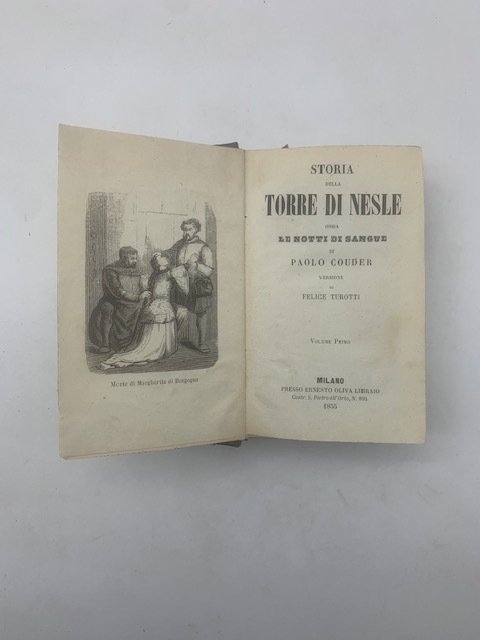 Morte di Margherita di Borgogna
STORIA
DELLA
TORRE DI NESLE
OSSIA
LE NOTTI DI SANGUE
DI
PAOLO COUDER
VERSIONE
DI
FELICE TUROTTI
VOLUME PRIMO
MILANO
PRESSO ERNESTO OLIVA LIBRAIO
Contr. S. Pietro all'Orto, N. 891
1855